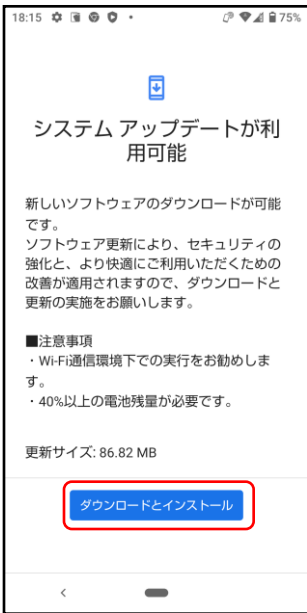 18:15
75%
システム アップデートが利
用可能
新しいソフトウェアのダウンロードが可能
です。
ソフトウェア更新により、セキュリティの
強化と、より快適にご利用いただくための
改善が適用されますので、ダウンロードと
更新の実施をお願いします。
■注意事項
・Wi-Fi通信環境下での実行をお勧めしま
す。
・40%以上の電池残量が必要です。
更新サイズ: 86.82 MB
ダウンロードとインストール